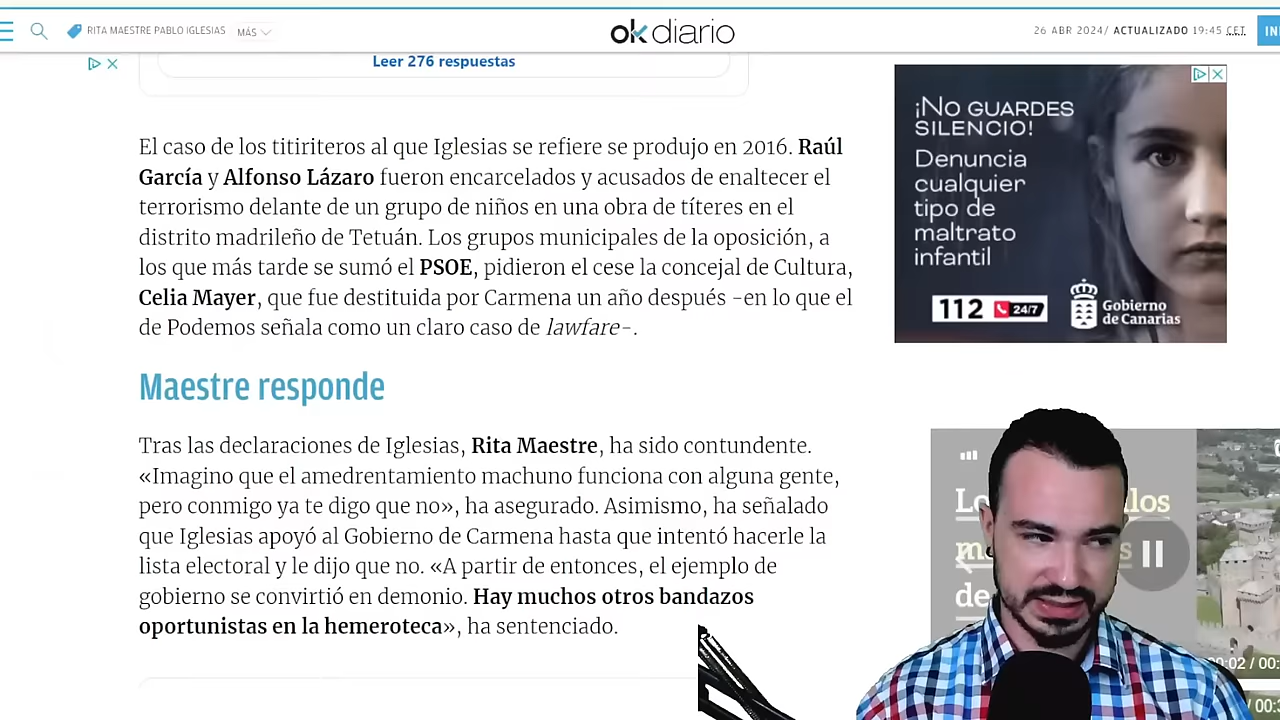 RITA MAESTRE PABLO IGLESIAS
MÁS
okdiario
26 ABR 2024/ ACTUALIZADO 19:45 CET
Leer 276 respuestas
El caso de los titiriteros al que Iglesias se refiere se produjo en 2016. Raúl
García y Alfonso Lázaro fueron encarcelados y acusados de enaltecer el
terrorismo delante de un grupo de niños en una obra de títeres en el
distrito madrileño de Tetuán. Los grupos municipales de la oposición, a
los que más tarde se sumó el PSOE, pidieron el cese la concejal de Cultura,
Celia Mayer, que fue destituida por Carmena un año después -en lo que el
de Podemos señala como un claro caso de lawfare-.
Maestre responde
Tras las declaraciones de Iglesias, Rita Maestre, ha sido contundente.
«Imagino que el amedrentamiento machuno funciona con alguna gente,
pero conmigo ya te digo que no», ha asegurado. Asimismo, ha señalado
que Iglesias apoyó al Gobierno de Carmena hasta que intentó hacerle la
lista electoral y le dijo que no. «A partir de entonces, el ejemplo de
gobierno se convirtió en demonio. Hay muchos otros bandazos
oportunistas en la hemeroteca», ha sentenciado.
¡NO GUARDES
SILENCIO!
Denuncia
cualquier
tipo de
maltrato
infantil
112 24/7
Gobierno
de Canarias